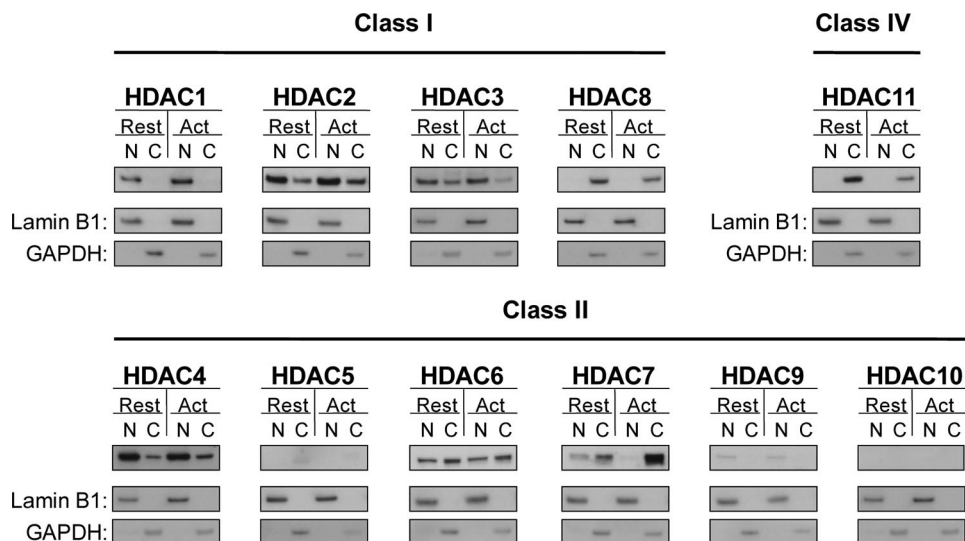 Class I Class IV
HDAC1 HDAC2 HDAC3 HDAC8 HDAC11
Rest Act Rest Act Rest Act Rest Act Rest Act
N C N C N C N C N C N C N C N C N C N C
Lamin B1: Lamin B1:
GAPDH: GAPDH:
Class II
HDAC4 HDAC5 HDAC6 HDAC7 HDAC9 HDAC10
Rest Act Rest Act Rest Act Rest Act Rest Act Rest Act
N C N C N C N C N C N C N C N C N C N C N C N C
Lamin B1:
GAPDH: